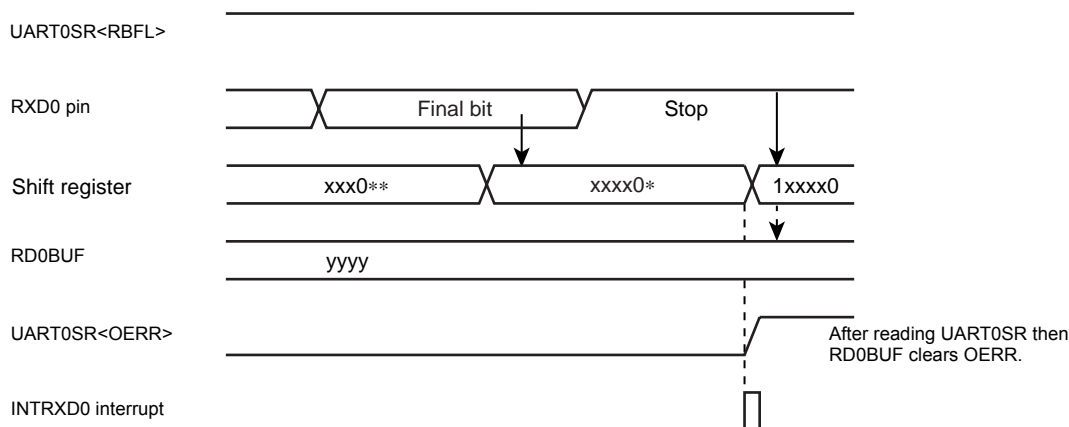 UART0SR<RBFL>
RXD0 pin
Final bit
Stop
Shift register
xxx0∗∗
xxxx0∗
1xxxx0
RD0BUF
yyyy
UART0SR<OERR>
After reading UART0SR then
RD0BUF clears OERR.
INTRXD0 interrupt